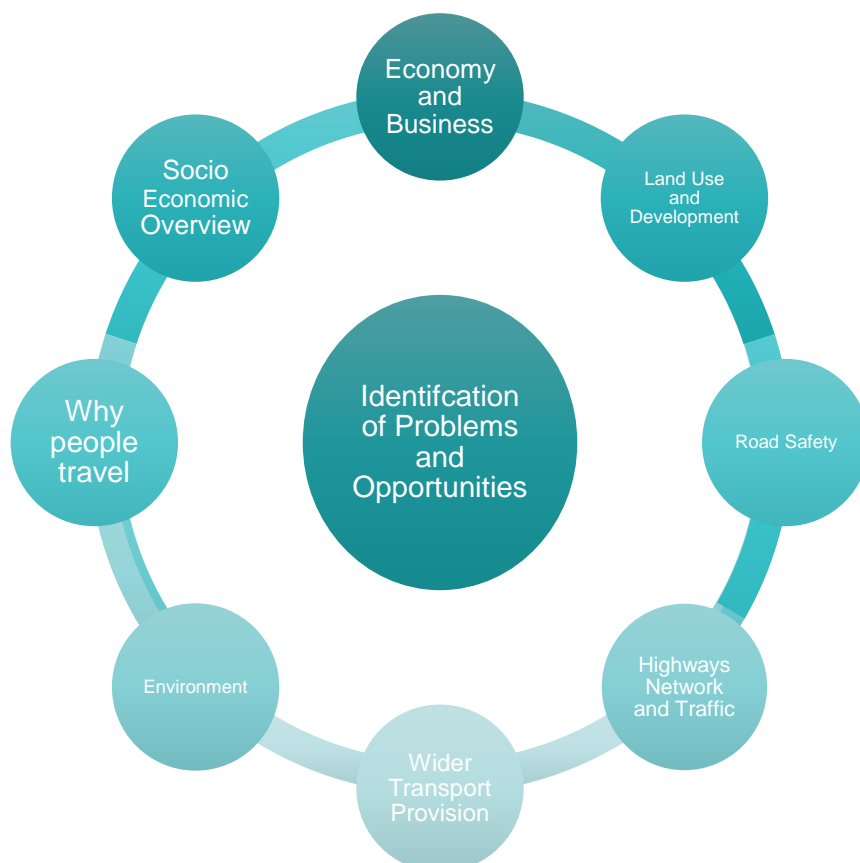 Economy
and
Business
Land Use
and
Development
Road Safety
Highways
Network
and Traffic
Wider
Transport
Provision
Environment
Why
people
travel
Socio
Economic
Overview
Identifcation
of Problems
and
Opportunities